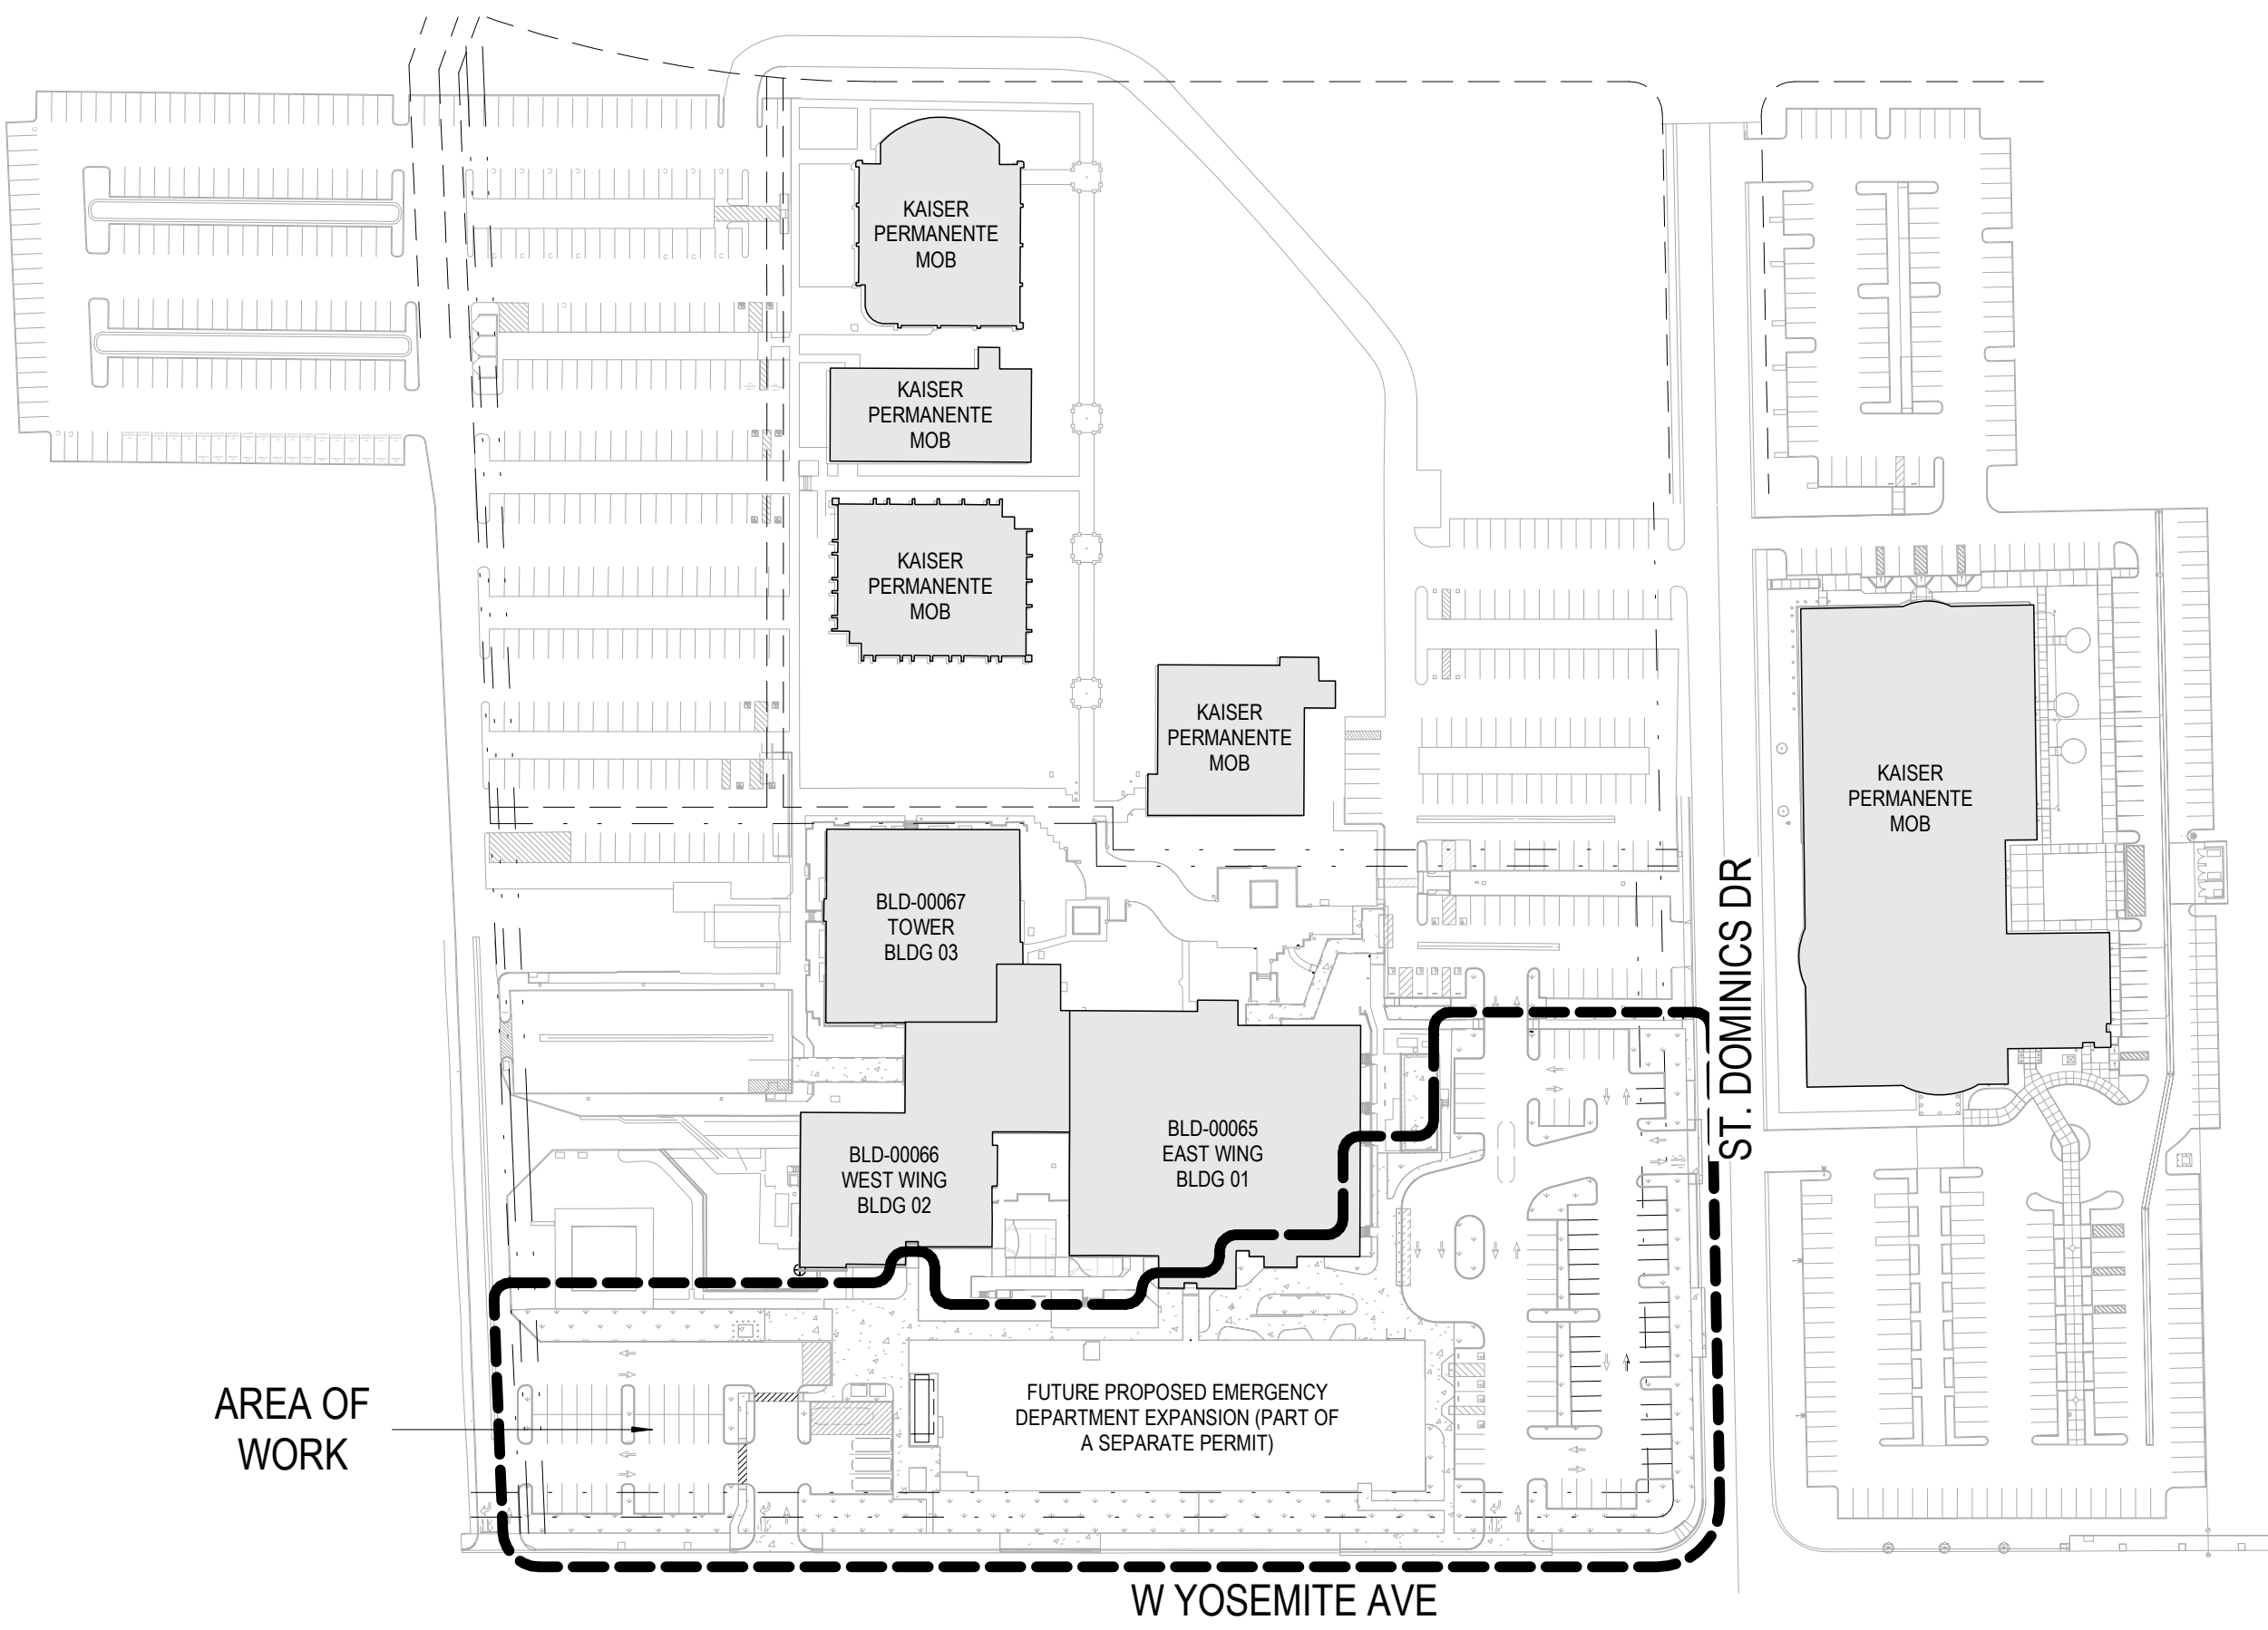 KAISER
PERMANENTE
MOB
KAISER
PERMANENTE
MOB
KAISER
PERMANENTE
MOB
KAISER
PERMANENTE
MOB
KAISER
PERMANENTE
MOB
BLD-00067
TOWER
BLDG 03
ST. DOMINICS DR
BLD-00065
EAST WING
BLDG 01
BLD-00066
WEST WING
BLDG 02
AREA OF
WORK
FUTURE PROPOSED EMERGENCY
DEPARTMENT EXPANSION (PART OF
A SEPARATE PERMIT)
W YOSEMITE AVE